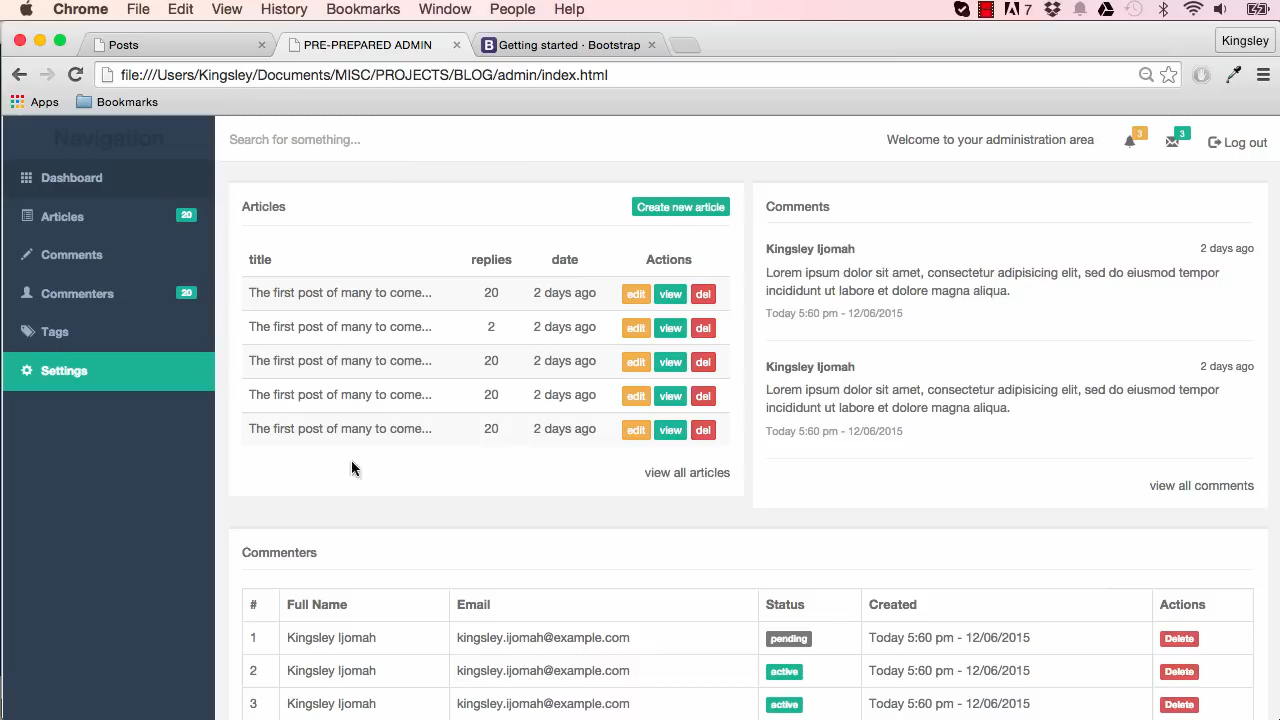 Chrome File Edit View History Bookmarks Window People Help 7
Posts PRE-PREPARED ADMIN Getting started · Bootstrap Kingsley
file:///Users/Kingsley/Documents/MISC/PROJECTS/BLOG/admin/index.html
Apps Bookmarks
Navigation
Dashboard
Articles 20
Comments
Commenters 20
Tags
Settings
Search for something...
Welcome to your administration area 3 3 Log out
Articles Create new article
title replies date Actions
The first post of many to come... 20 2 days ago edit view del
The first post of many to come... 2 2 days ago edit view del
The first post of many to come... 20 2 days ago edit view del
The first post of many to come... 20 2 days ago edit view del
The first post of many to come... 20 2 days ago edit view del
view all articles
Comments
Kingsley Ijomah 2 days ago
Lorem ipsum dolor sit amet, consectetur adipisicing elit, sed do eiusmod tempor
incididunt ut labore et dolore magna aliqua.
Today 5:60 pm - 12/06/2015
Kingsley Ijomah 2 days ago
Lorem ipsum dolor sit amet, consectetur adipisicing elit, sed do eiusmod tempor
incididunt ut labore et dolore magna aliqua.
Today 5:60 pm - 12/06/2015
view all comments
Commenters
# Full Name Email Status Created Actions
1 Kingsley Ijomah kingsley.ijomah@example.com pending Today 5:60 pm - 12/06/2015 Delete
2 Kingsley Ijomah kingsley.ijomah@example.com active Today 5:60 pm - 12/06/2015 Delete
3 Kingsley Ijomah kingsley.ijomah@example.com active Today 5:60 pm - 12/06/2015 Delete